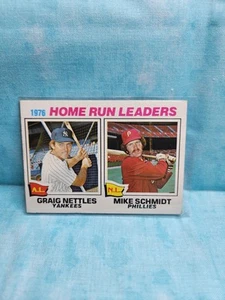 1976 HOME RUN LEADERS
A.L.
GRAIG NETTLES
YANKEES
N.L.
MIKE SCHMIDT
PHILLIES